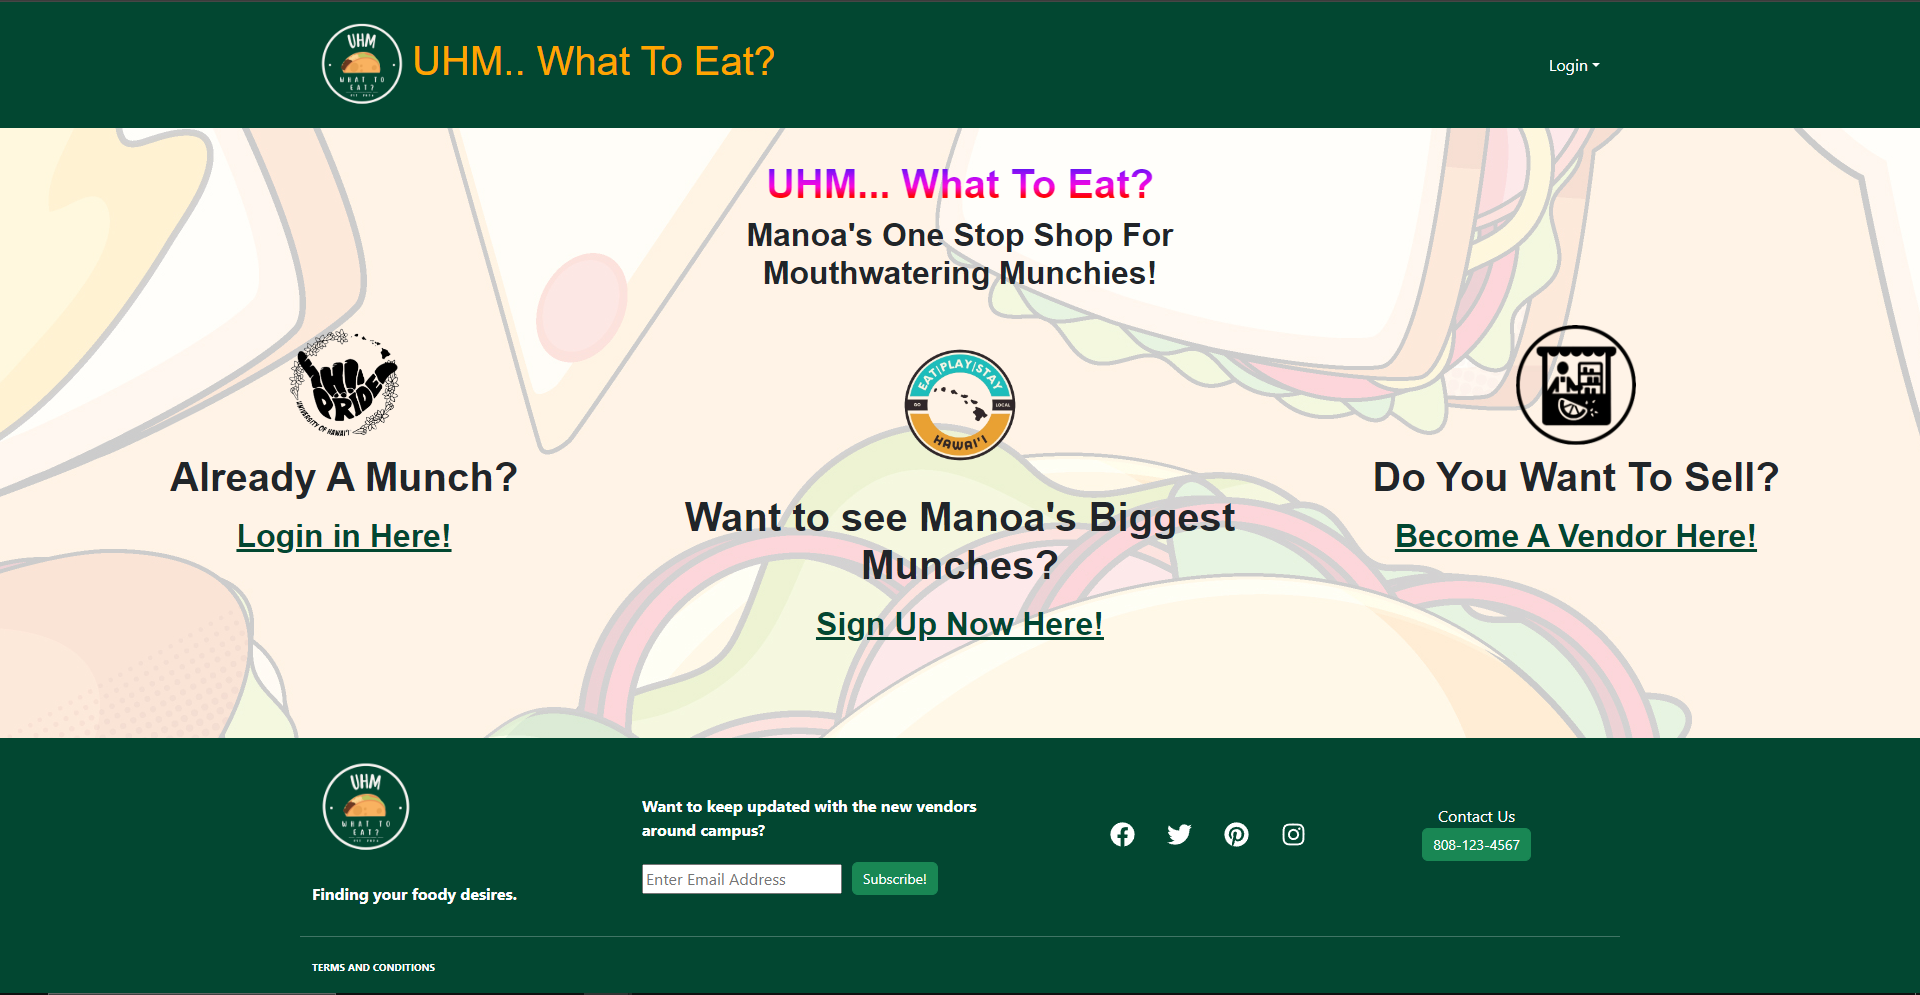 UHM
WHAT TO
EAT?
UHM.. What To Eat?
Login
UHM... What To Eat?
Manoa's One Stop Shop For
Mouthwatering Munchies!
UH
PRIDE
UNIVERSITY OF HAWAI'I
Already A Munch?
Login in Here!
EAT|PLAY|STAY
GO LOCAL
HAWAI'I
Want to see Manoa's Biggest
Munches?
Sign Up Now Here!
Do You Want To Sell?
Become A Vendor Here!
UHM
WHAT TO
EAT?
Finding your foody desires.
Want to keep updated with the new vendors
around campus?
Enter Email Address
Subscribe!
Contact Us
808-123-4567
TERMS AND CONDITIONS